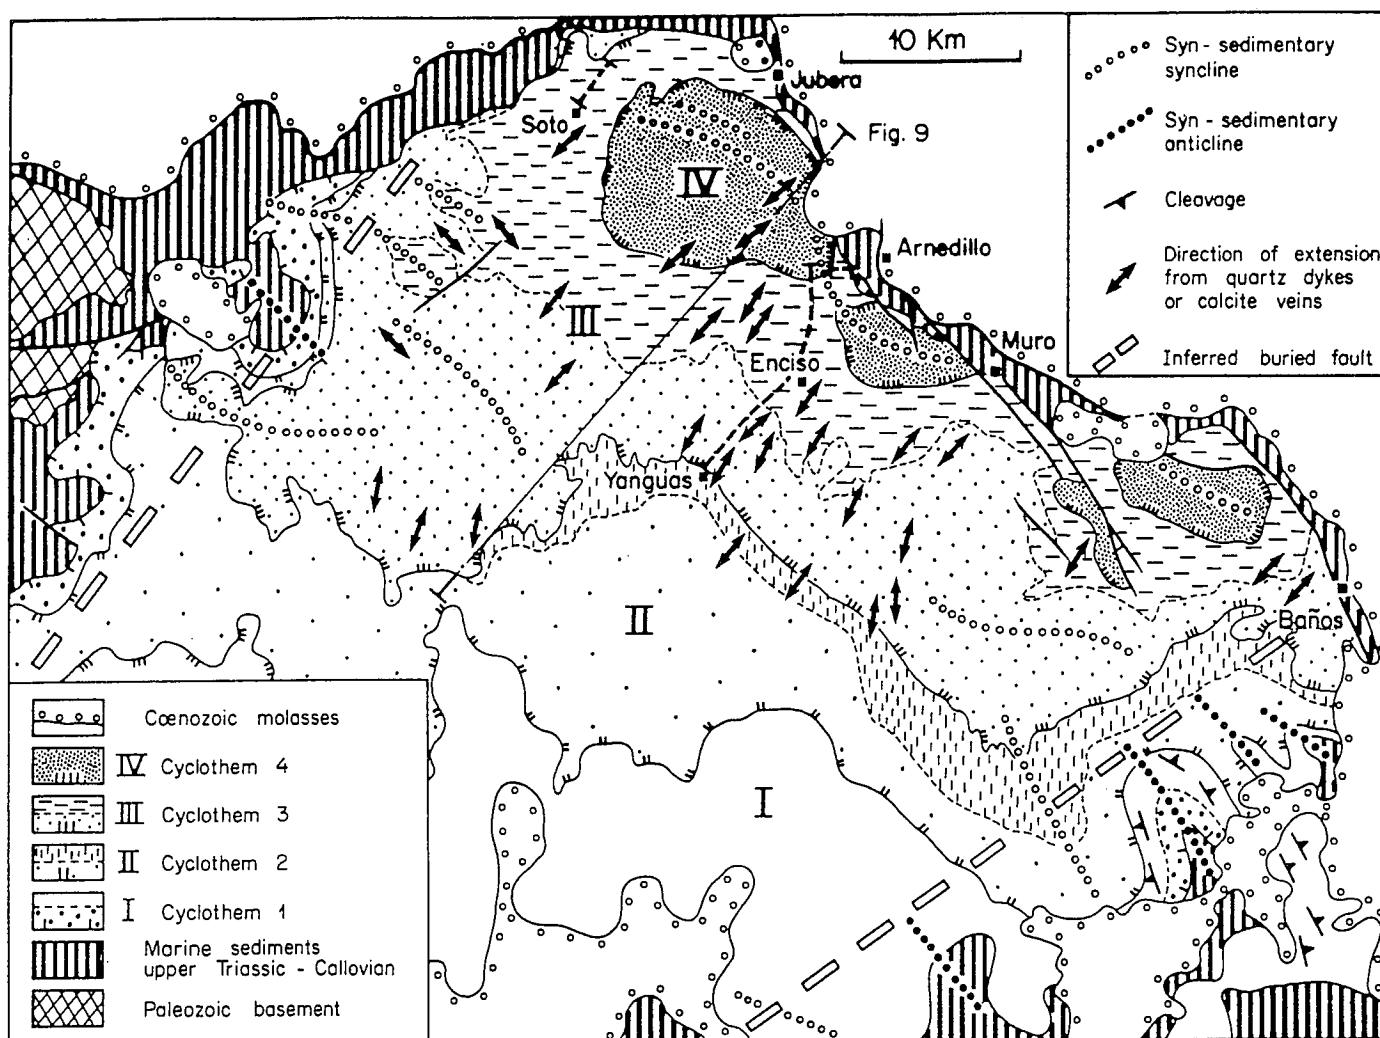 10 Km
Jubera
Soto
Fig. 9
IV
Arnedillo
III
Muro
Enciso
Yanguas
II
Baños
I
Syn - sedimentary
syncline
Syn - sedimentary
anticline
Cleavage
Direction of extension
from quartz dykes
or calcite veins
Inferred buried fault
Cœnozoic molasses
IV Cyclothem 4
III Cyclothem 3
II Cyclothem 2
I Cyclothem 1
Marine sediments
upper Triassic - Callovian
Paleozoic basement